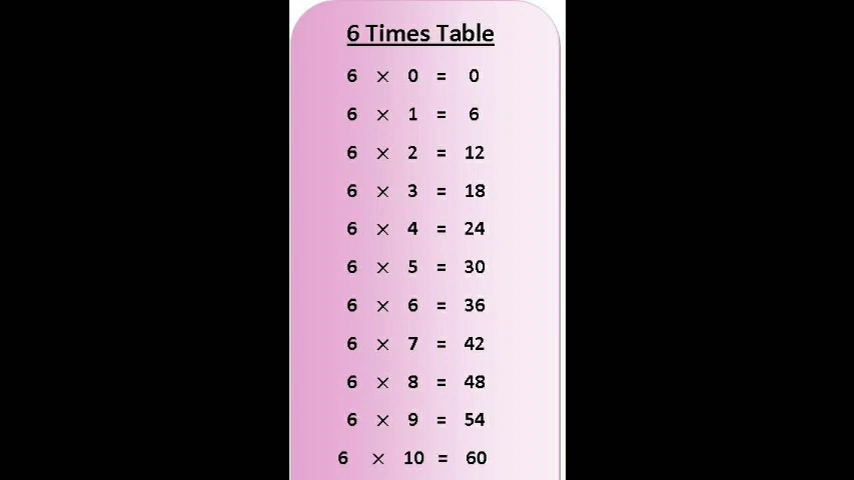 6 Times Table
6 × 0 = 0
6 × 1 = 6
6 × 2 = 12
6 × 3 = 18
6 × 4 = 24
6 × 5 = 30
6 × 6 = 36
6 × 7 = 42
6 × 8 = 48
6 × 9 = 54
6 × 10 = 60